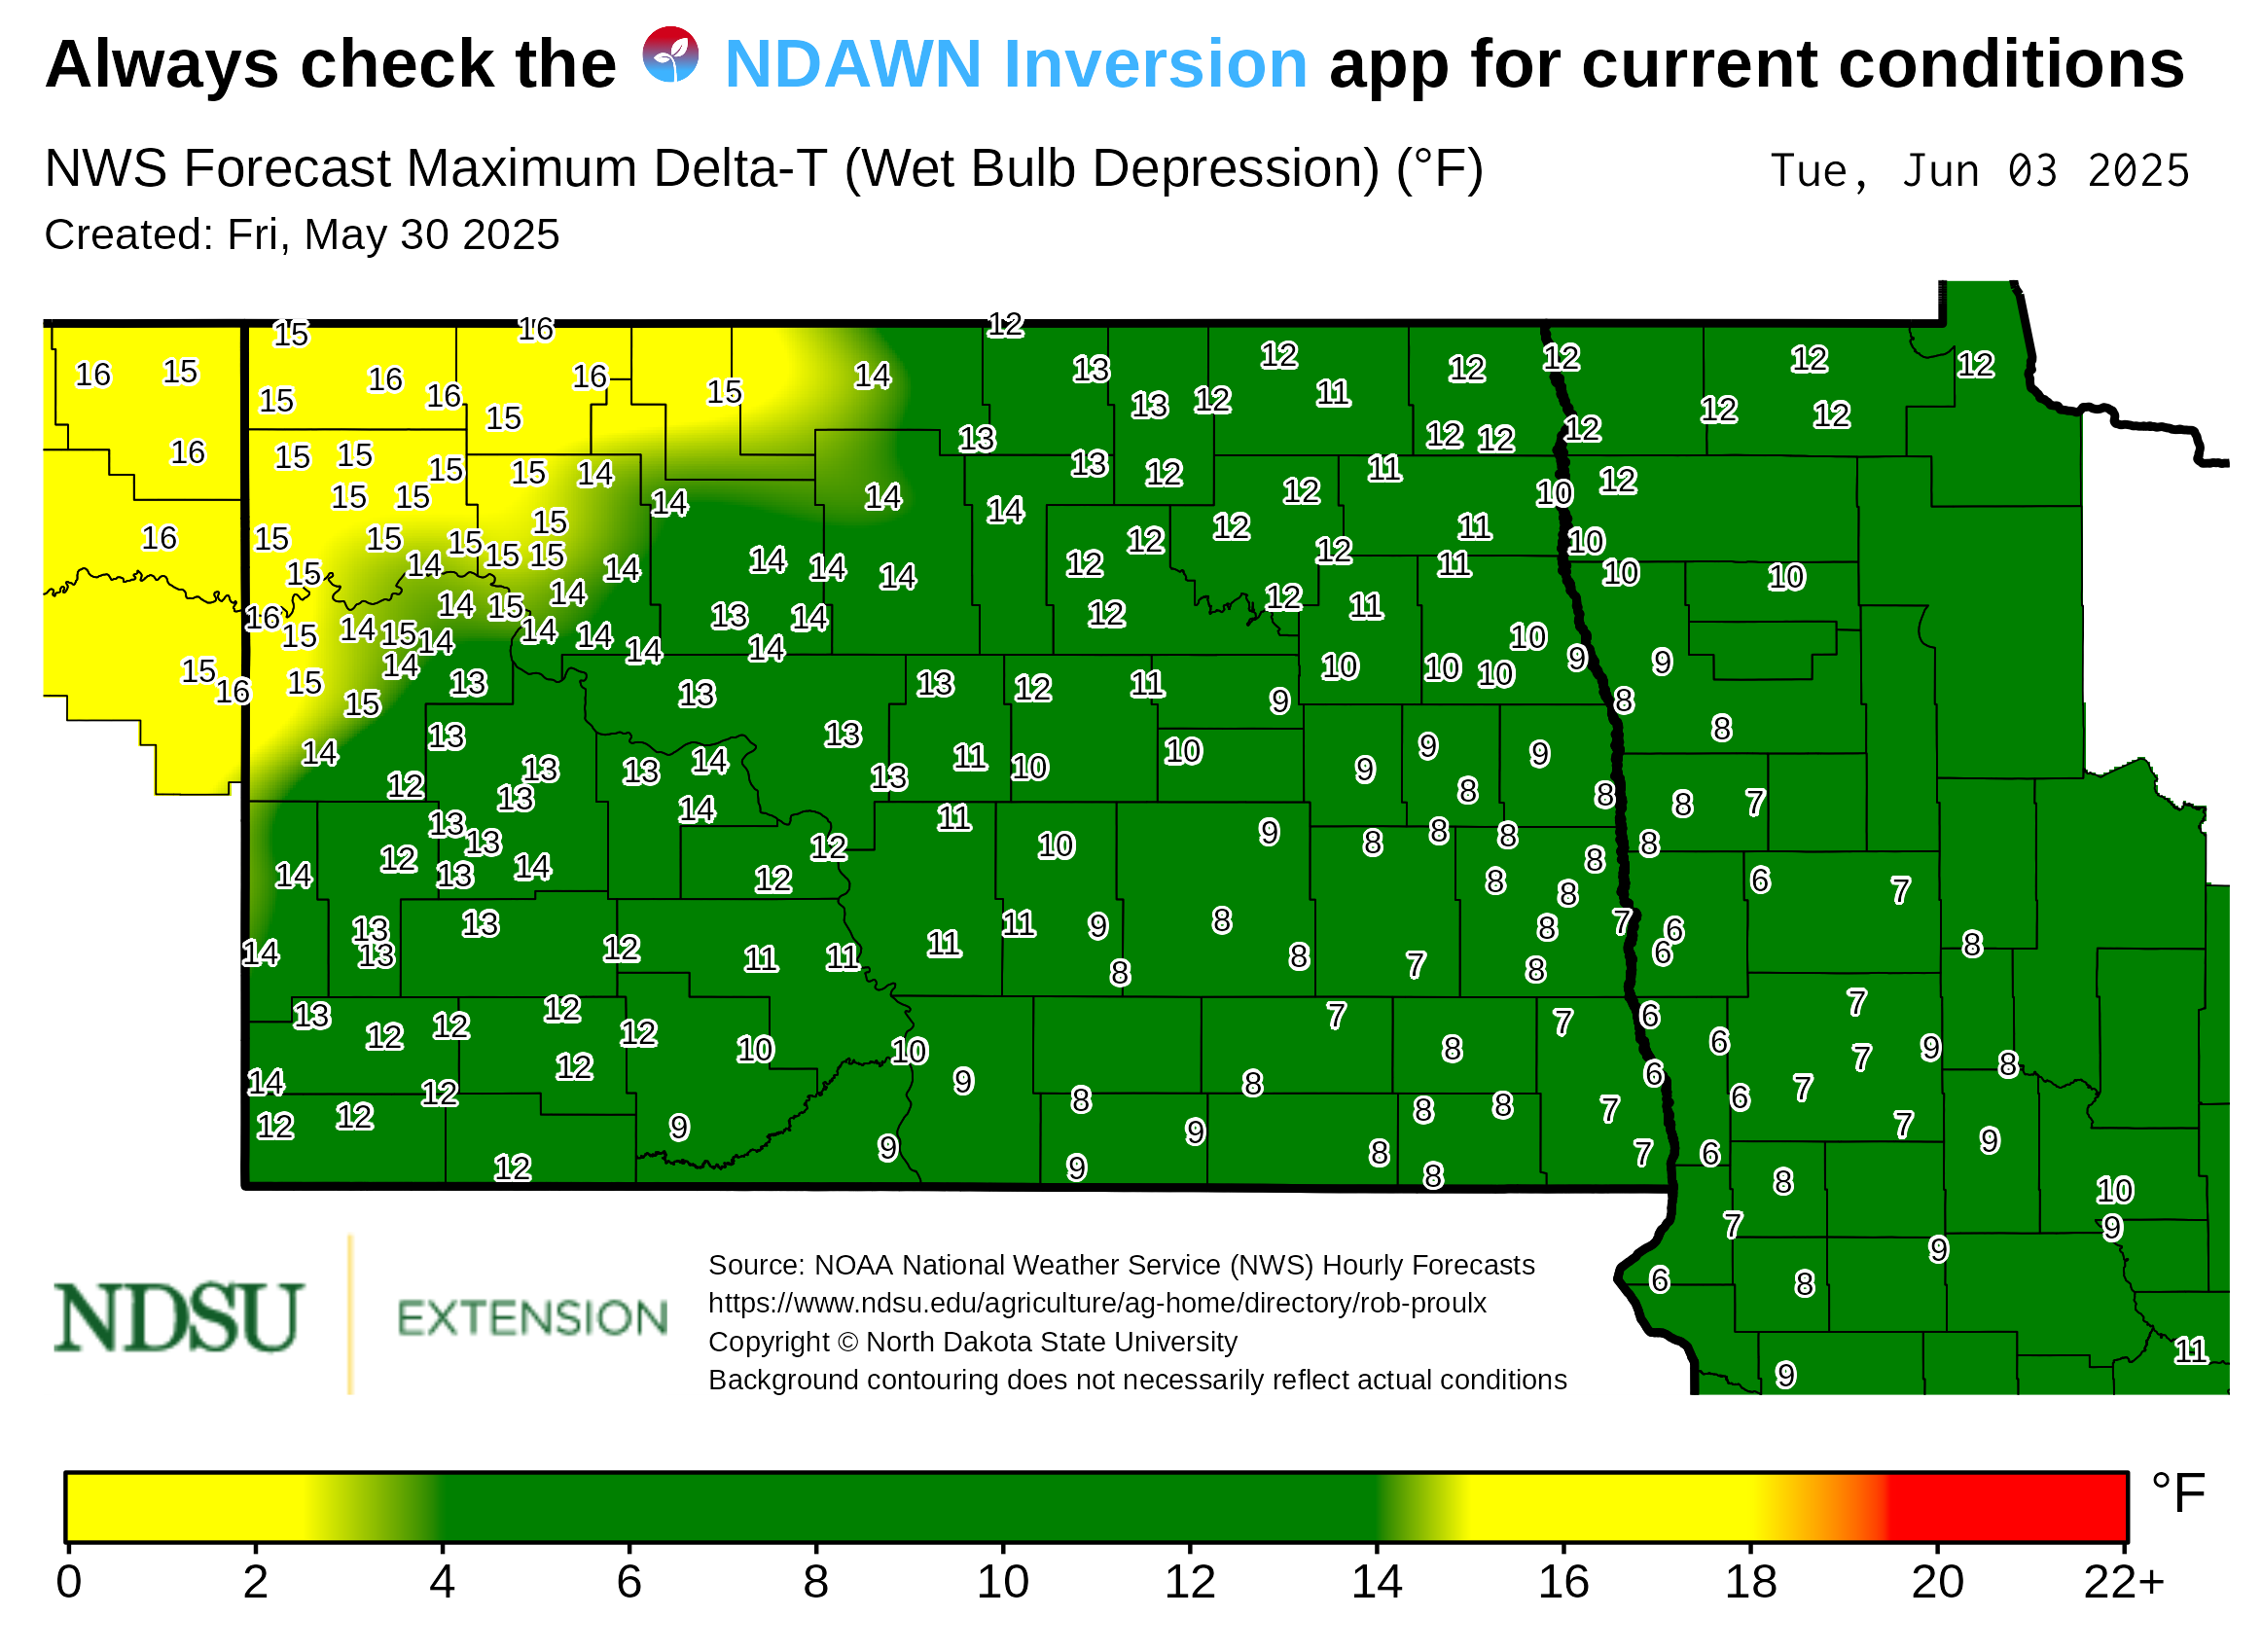 Always check the NDAWN Inversion app for current conditions
NWS Forecast Maximum Delta-T (Wet Bulb Depression) (°F) Tue, Jun 03 2025
Created: Fri, May 30 2025
15 16 12
16 15 15 16 16 16 15 14 13 12 11 12 12 12 12
15 15 13 12 12 12
16 15 15 15 15 14 13 13 12 12 12 11 12
15 15 14 14 14 12 10 12
16 15 15 15 15 15 15 12 12 11 10
15 14 14 14 14 14 12 12 11 10 10
16 14 15 14 13 14 12 12 11
15 14 15 14 14 14 14 14 10 9 9
15 16 15 14 13 13 13 12 11 10 10 10
15 13 13 9 8 8
14 12 13 13 14 13 11 10 10 9 9 9
13 14 8 8 8 7
13 13 12 11 10 9 8 8 8 8
14 12 13 14 12 8 8 8 6 7
13 13 11 9 8 8 7 6
14 13 12 11 11 11 8 8 7 8 6 8
13 12 12 12 12 7 7 6 7
12 10 10 8 6 9 7 8
14 12 9 8 8 6 6 7
12 12 9 9 8 9 8 8 7 7 9
12 9 8 8 7 6 8 10
7 9
NDSU EXTENSION
Source: NOAA National Weather Service (NWS) Hourly Forecasts
https://www.ndsu.edu/agriculture/ag-home/directory/rob-proulx
Copyright © North Dakota State University
Background contouring does not necessarily reflect actual conditions
6 8 9
9 11
°F
0 2 4 6 8 10 12 14 16 18 20 22+